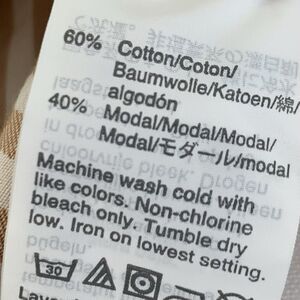 60% Cotton/Coton/
Baumwolle/Katoen/綿/
algodón
40% Modal/Modal/Modal/
Modal/モダール/modal
Machine wash cold with
like colors. Non-chlorine
bleach only. Tumble dry
low. Iron on lowest setting.
30